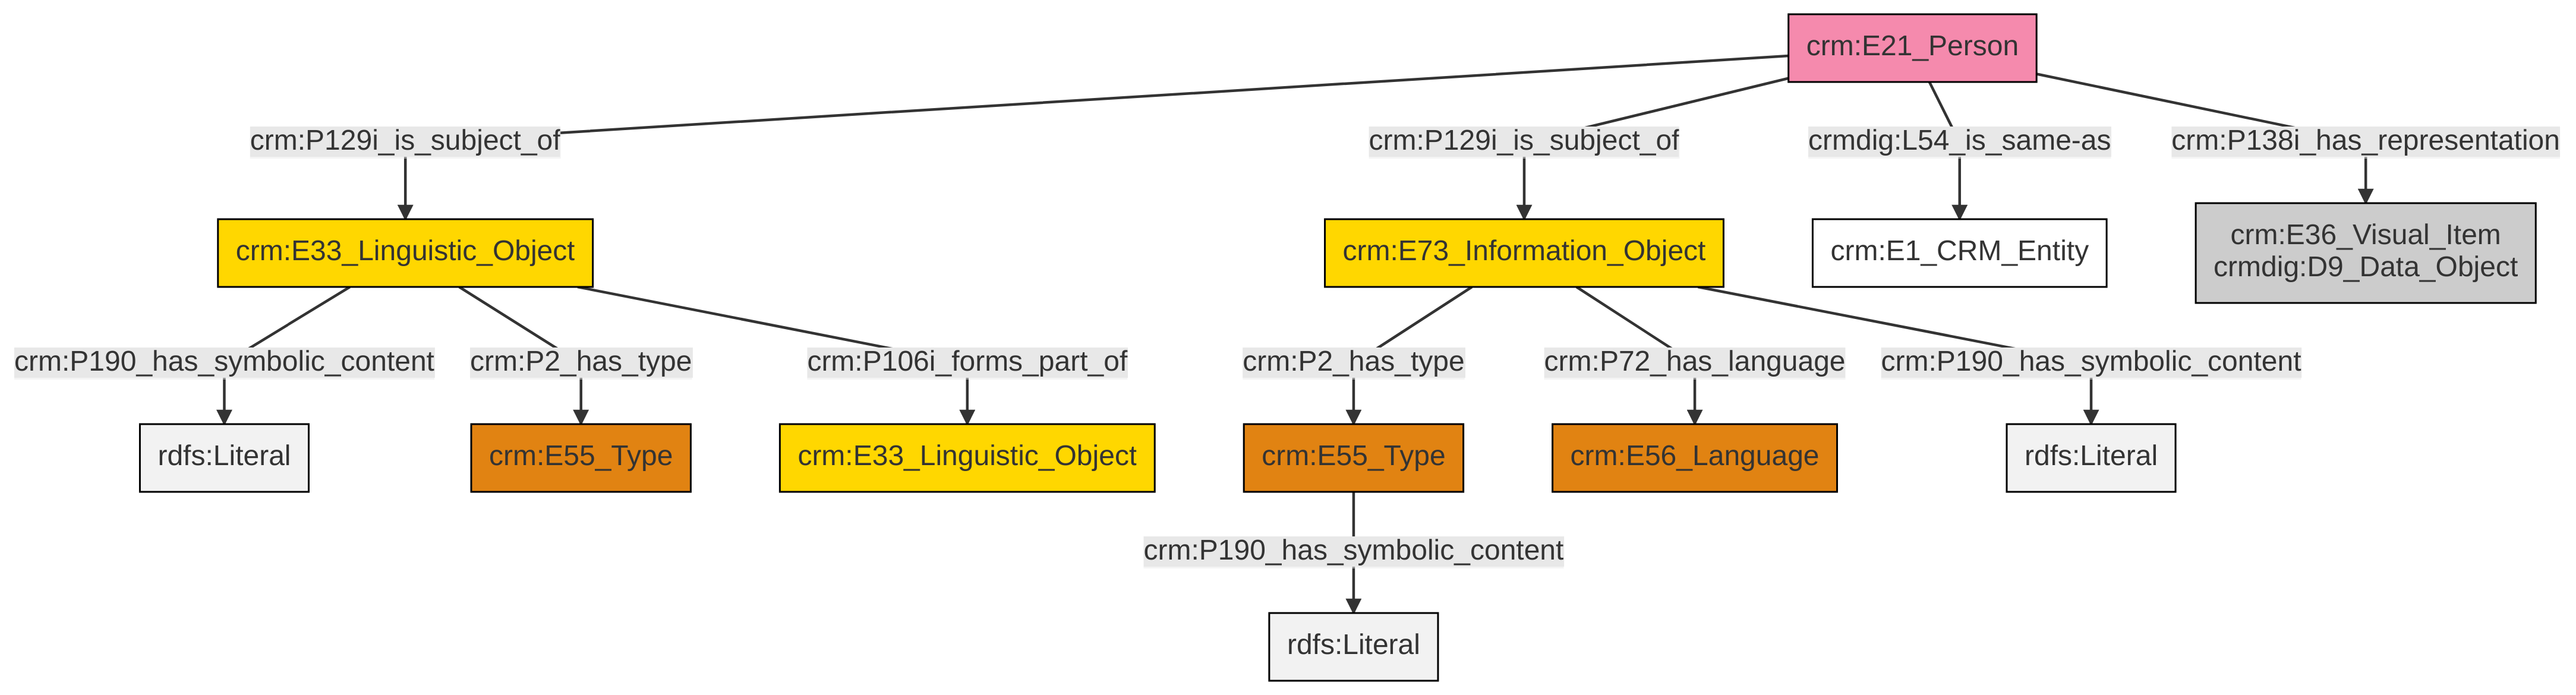 crm:E21_Person
crm:P129i_is_subject_of
crm:P129i_is_subject_of
crmdig:L54_is_same-as
crm:P138i_has_representation
crm:E33_Linguistic_Object
crm:E73_Information_Object
crm:E1_CRM_Entity
crm:E36_Visual_Item
crmdig:D9_Data_Object
crm:P190_has_symbolic_content
crm:P2_has_type
crm:P106i_forms_part_of
crm:P2_has_type
crm:P72_has_language
crm:P190_has_symbolic_content
rdfs:Literal
crm:E55_Type
crm:E33_Linguistic_Object
crm:E55_Type
crm:E56_Language
rdfs:Literal
crm:P190_has_symbolic_content
rdfs:Literal